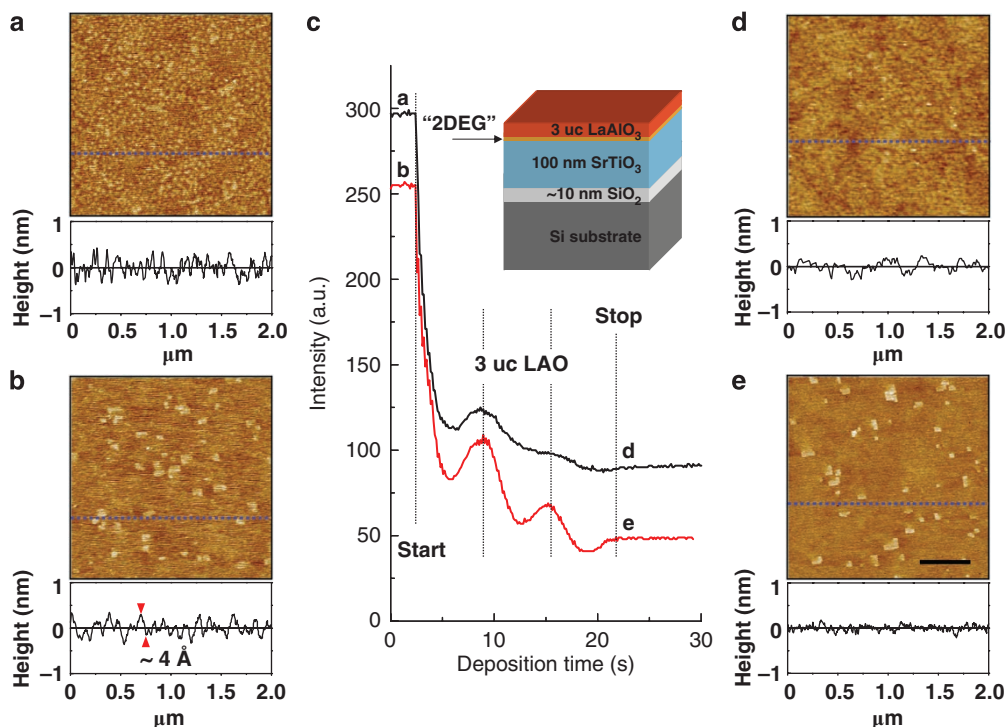 a
1
0
−1
Height (nm)
0
0.5
1.0
1.5
2.0
μm
b
1
0
−1
Height (nm)
~ 4 Å
0
0.5
1.0
1.5
2.0
μm
c
300
250
200
150
100
50
0
Intensity (a.u.)
a
b
"2DEG"
3 uc LaAlO₃
100 nm SrTiO₃
~10 nm SiO₂
Si substrate
Stop
3 uc LAO
d
e
Start
0
10
20
30
Deposition time (s)
d
1
0
−1
Height (nm)
0
0.5
1.0
1.5
2.0
μm
e
1
0
−1
Height (nm)
0
0.5
1.0
1.5
2.0
μm